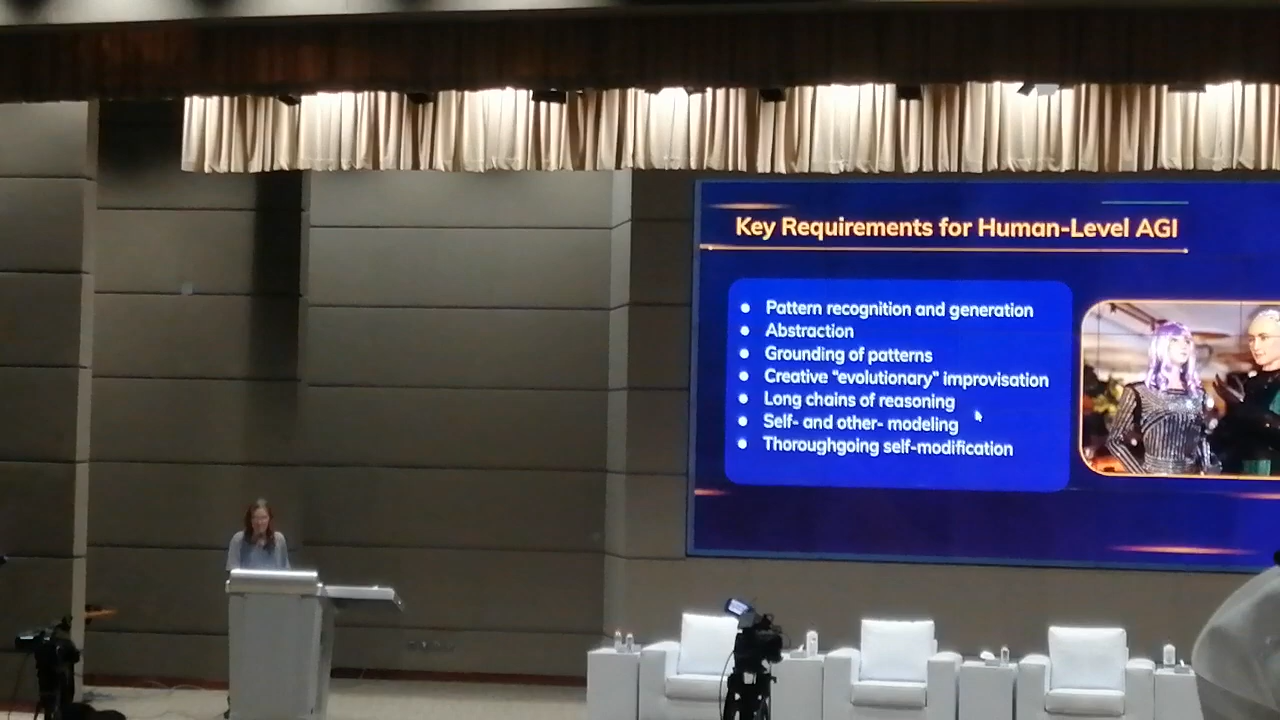 Key Requirements for Human-Level AGI
Pattern recognition and generation
Abstraction
Grounding of patterns
Creative “evolutionary” improvisation
Long chains of reasoning
Self- and other- modeling
Thoroughgoing self-modification